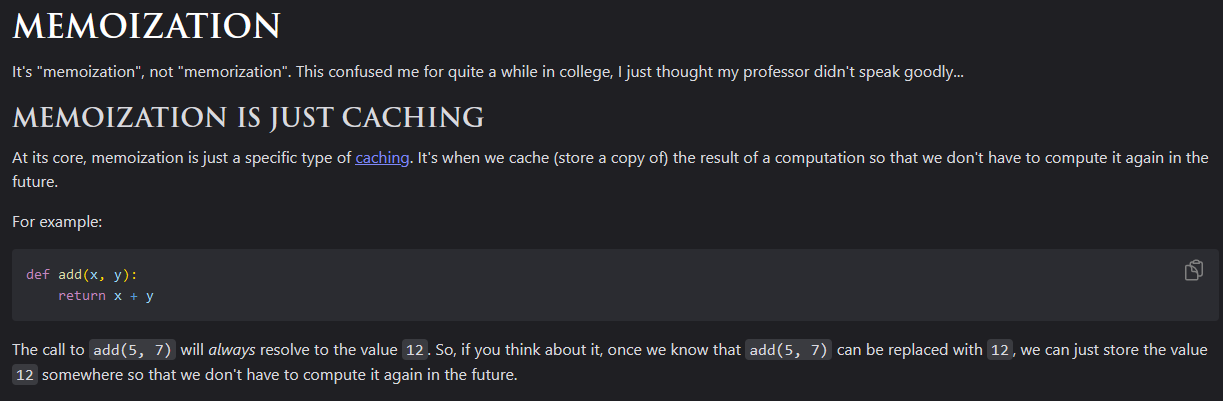 MEMOIZATION
It's "memoization", not "memorization". This confused me for quite a while in college, I just thought my professor didn't speak goodly...
MEMOIZATION IS JUST CACHING
At its core, memoization is just a specific type of caching. It's when we cache (store a copy of) the result of a computation so that we don't have to compute it again in the
future.
For example:
def add(x, y):
    return x + y
The call to add(5, 7) will always resolve to the value 12. So, if you think about it, once we know that add(5, 7) can be replaced with 12, we can just store the value
12 somewhere so that we don't have to compute it again in the future.